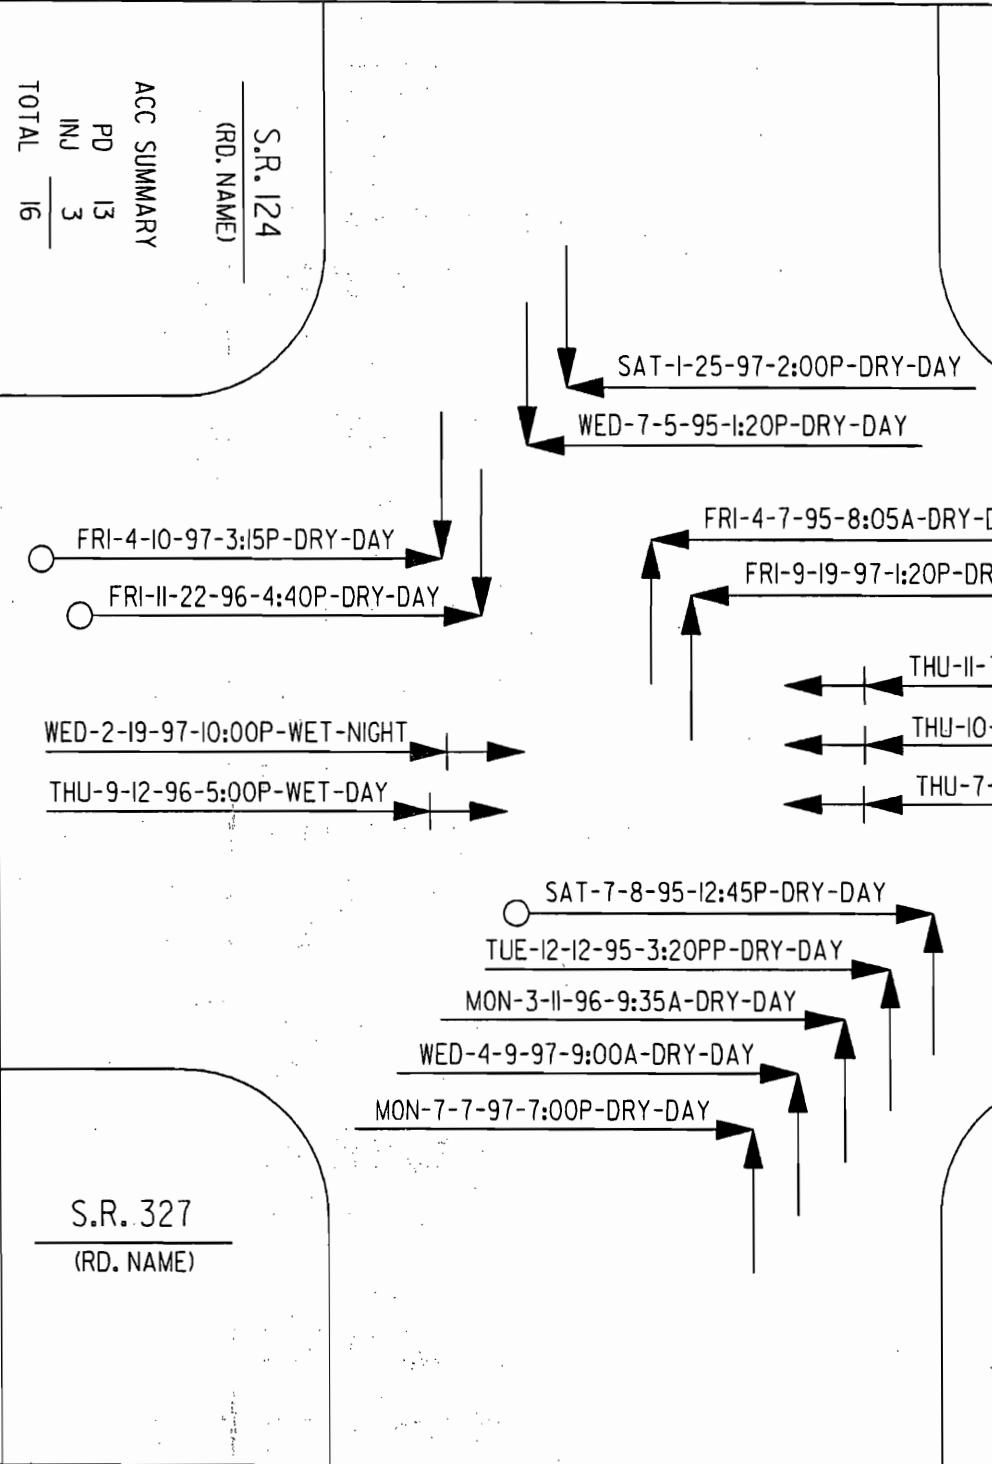 S.R. 124
(RD. NAME)
ACC SUMMARY
PD 13
INJ 3
TOTAL 16
SAT-1-25-97-2:00P-DRY-DAY
WED-7-5-95-1:20P-DRY-DAY
FRI-4-10-97-3:15P-DRY-DAY
FRI-11-22-96-4:40P-DRY-DAY
FRI-4-7-95-8:05A-DRY-D
FRI-9-19-97-1:20P-DR
THU-11-
THU-10-
THU-7-
WED-2-19-97-10:00P-WET-NIGHT
THU-9-12-96-5:00P-WET-DAY
SAT-7-8-95-12:45P-DRY-DAY
TUE-12-12-95-3:20PP-DRY-DAY
MON-3-11-96-9:35A-DRY-DAY
WED-4-9-97-9:00A-DRY-DAY
MON-7-7-97-7:00P-DRY-DAY
S.R. 327
(RD. NAME)